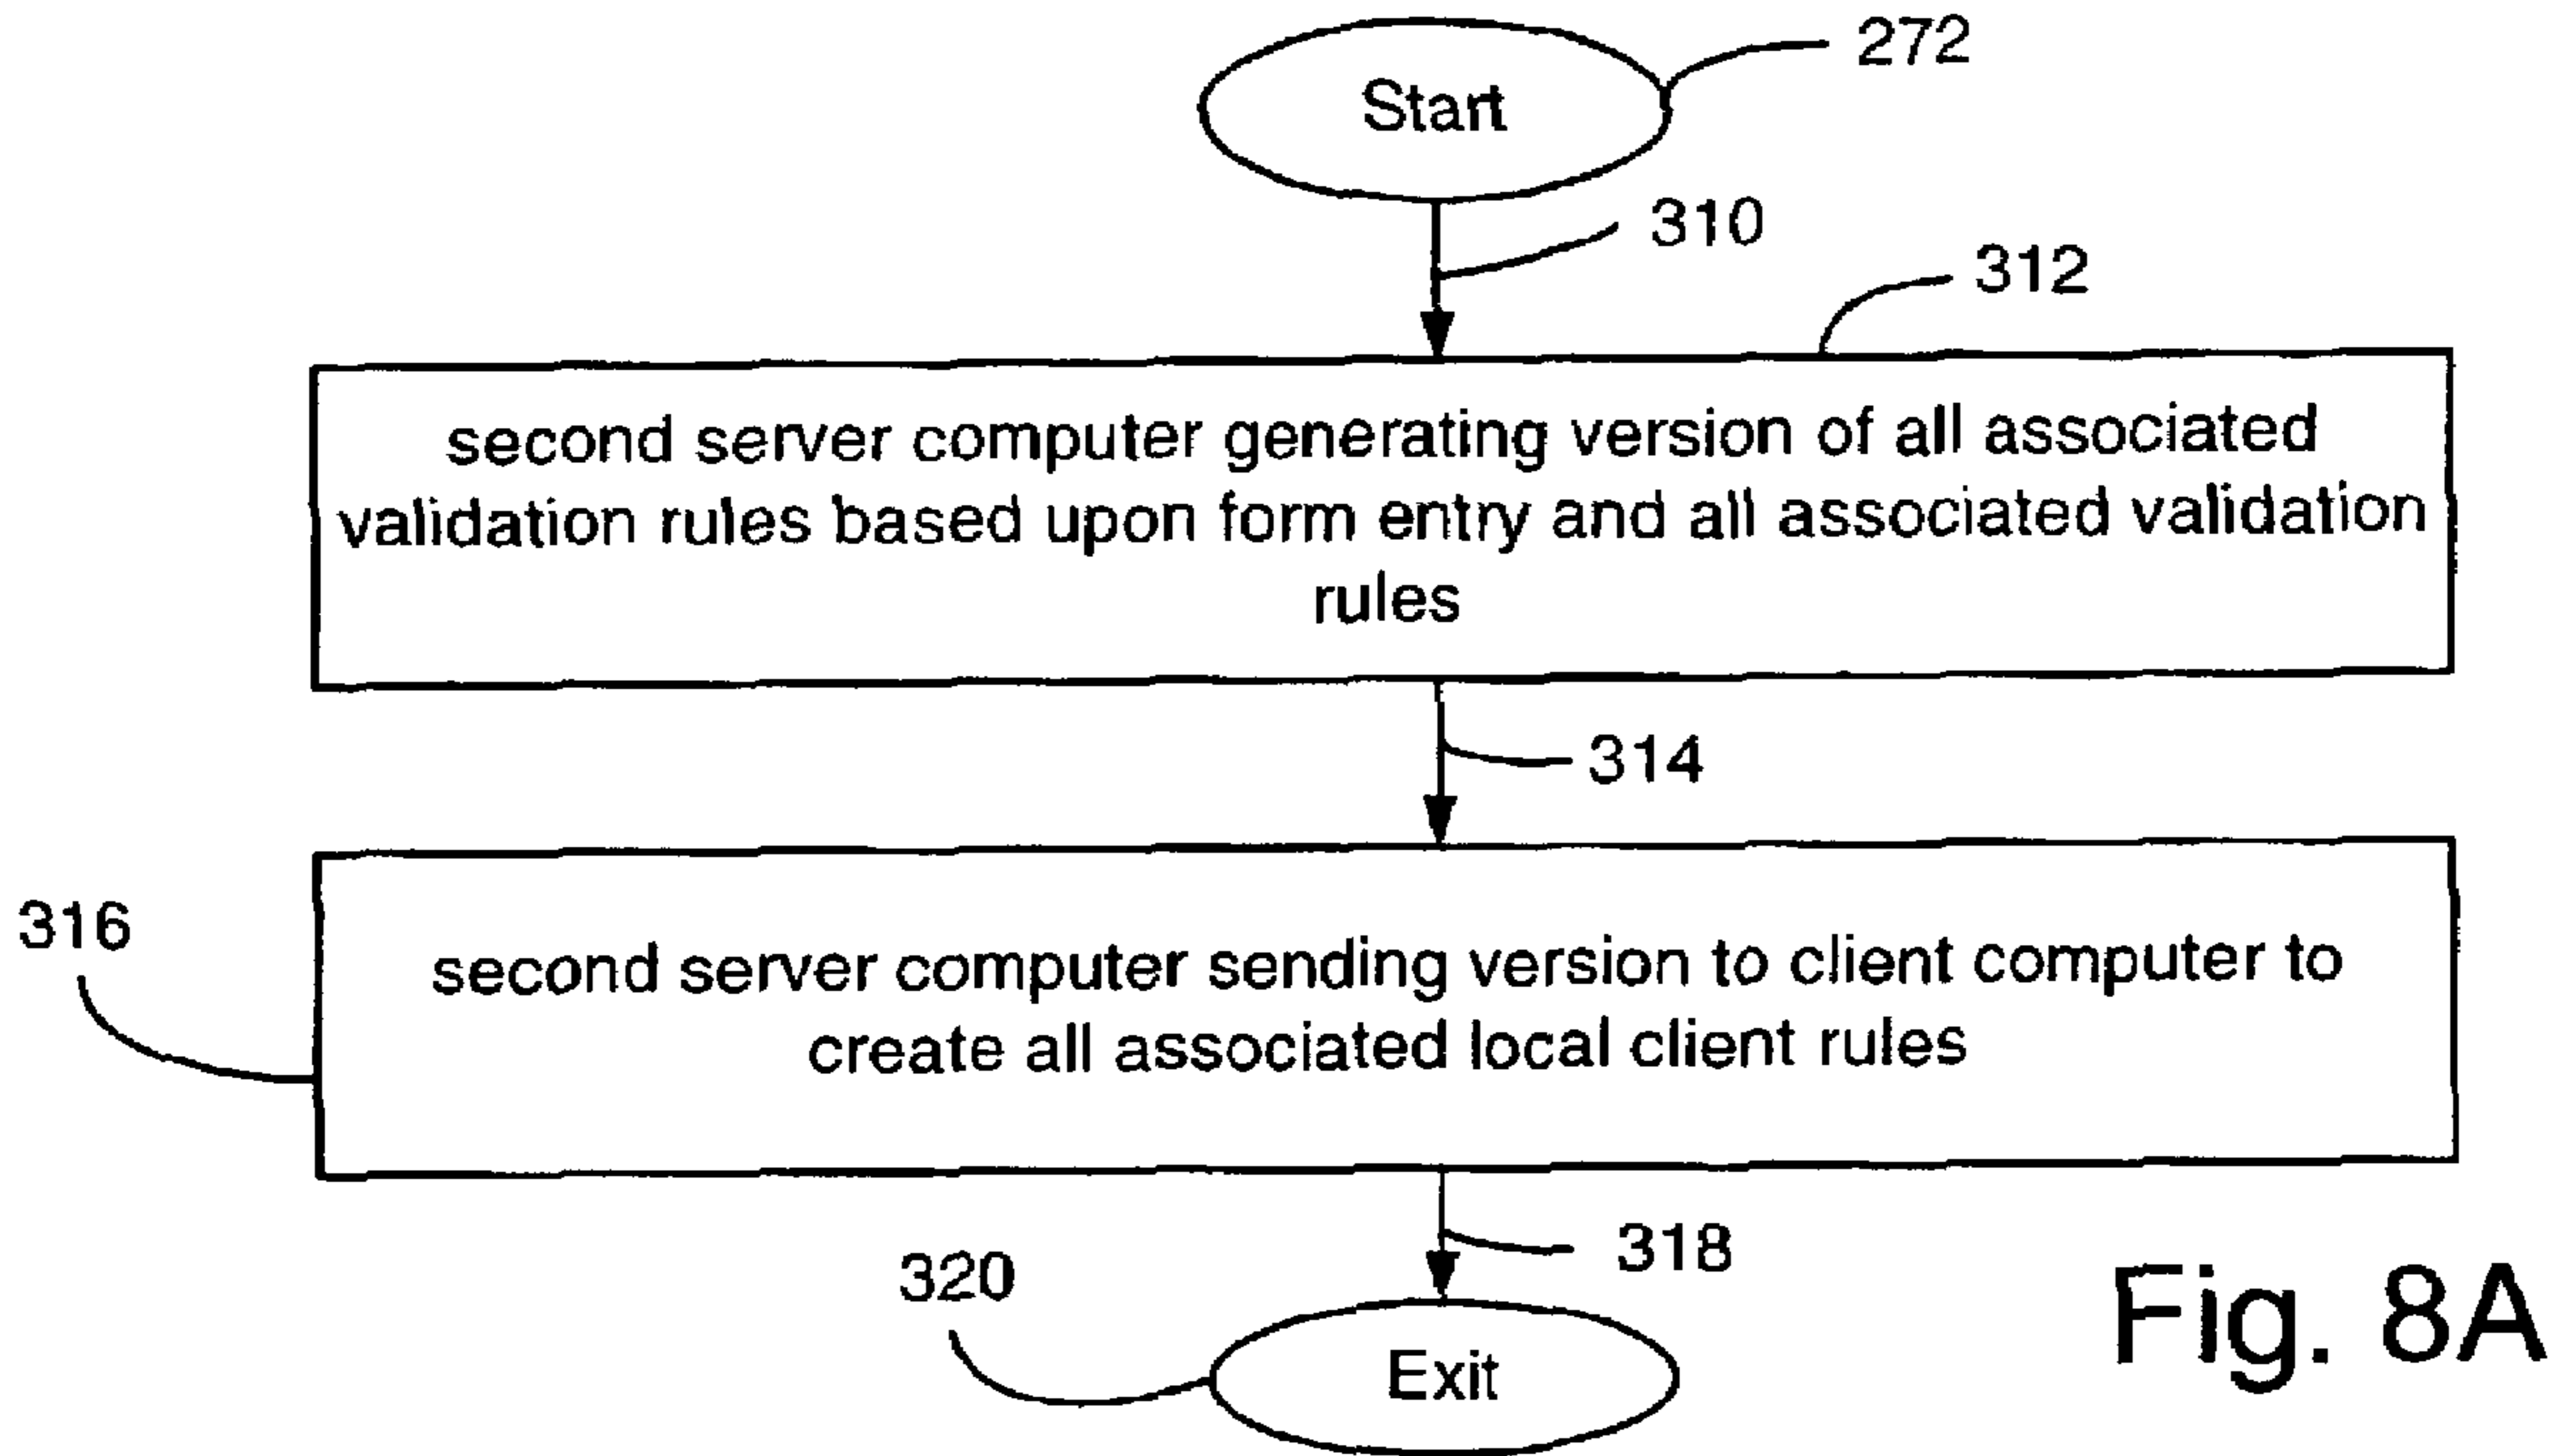 272
Start
310
312
second server computer generating version of all associated
validation rules based upon form entry and all associated validation
rules
314
316
second server computer sending version to client computer to
create all associated local client rules
318
320
Exit
Fig. 8A